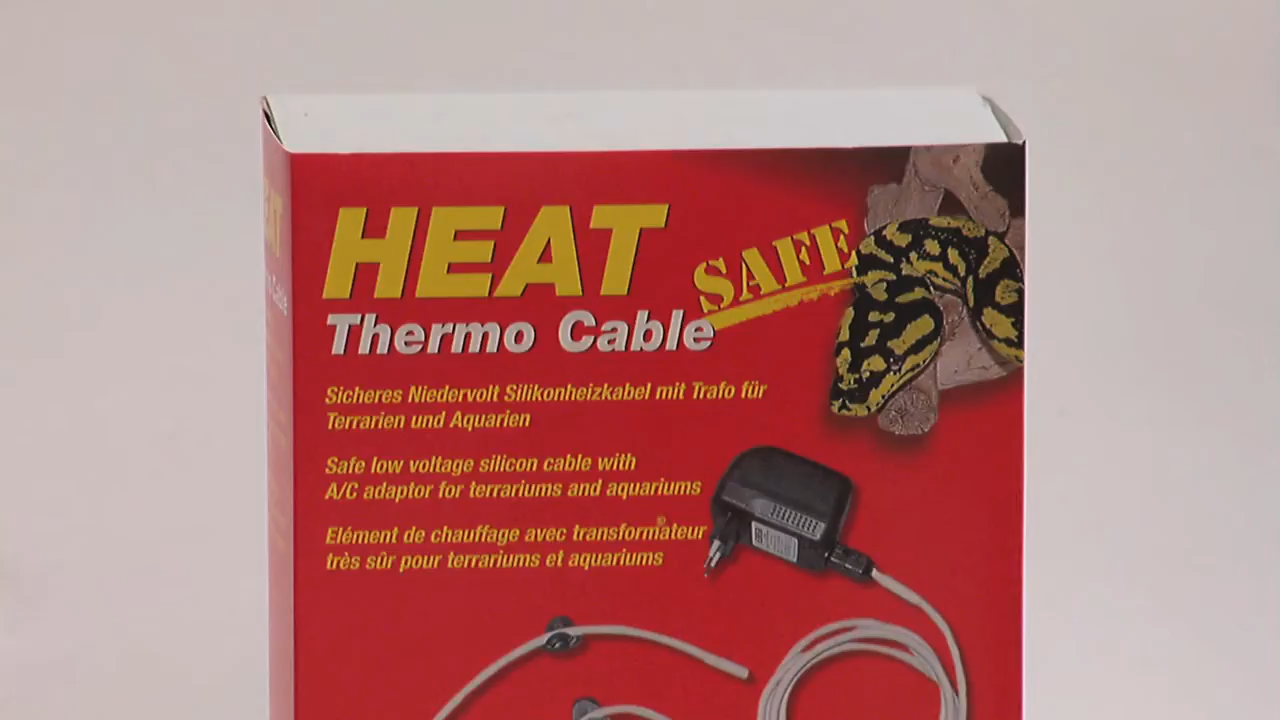 HEAT
SAFE
Thermo Cable
Sicheres Niedervolt Silikonheizkabel mit Trafo für
Terrarien und Aquarien
Safe low voltage silicon cable with
A/C adaptor for terrariums and aquariums
Elément de chauffage avec transformateur
très sûr pour terrariums et aquariums